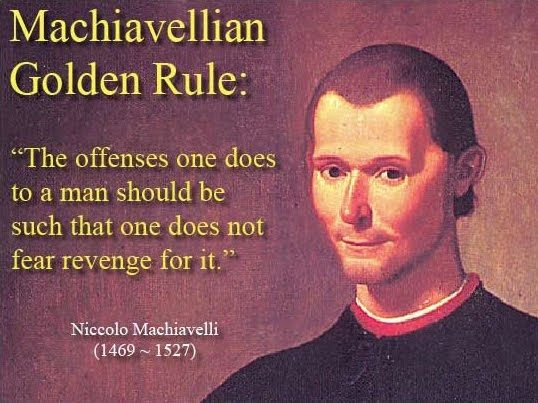 Machiavellian
Golden Rule:
“The offenses one does
to a man should be
such that one does not
fear revenge for it.”
Niccolo Machiavelli
(1469 ~ 1527)